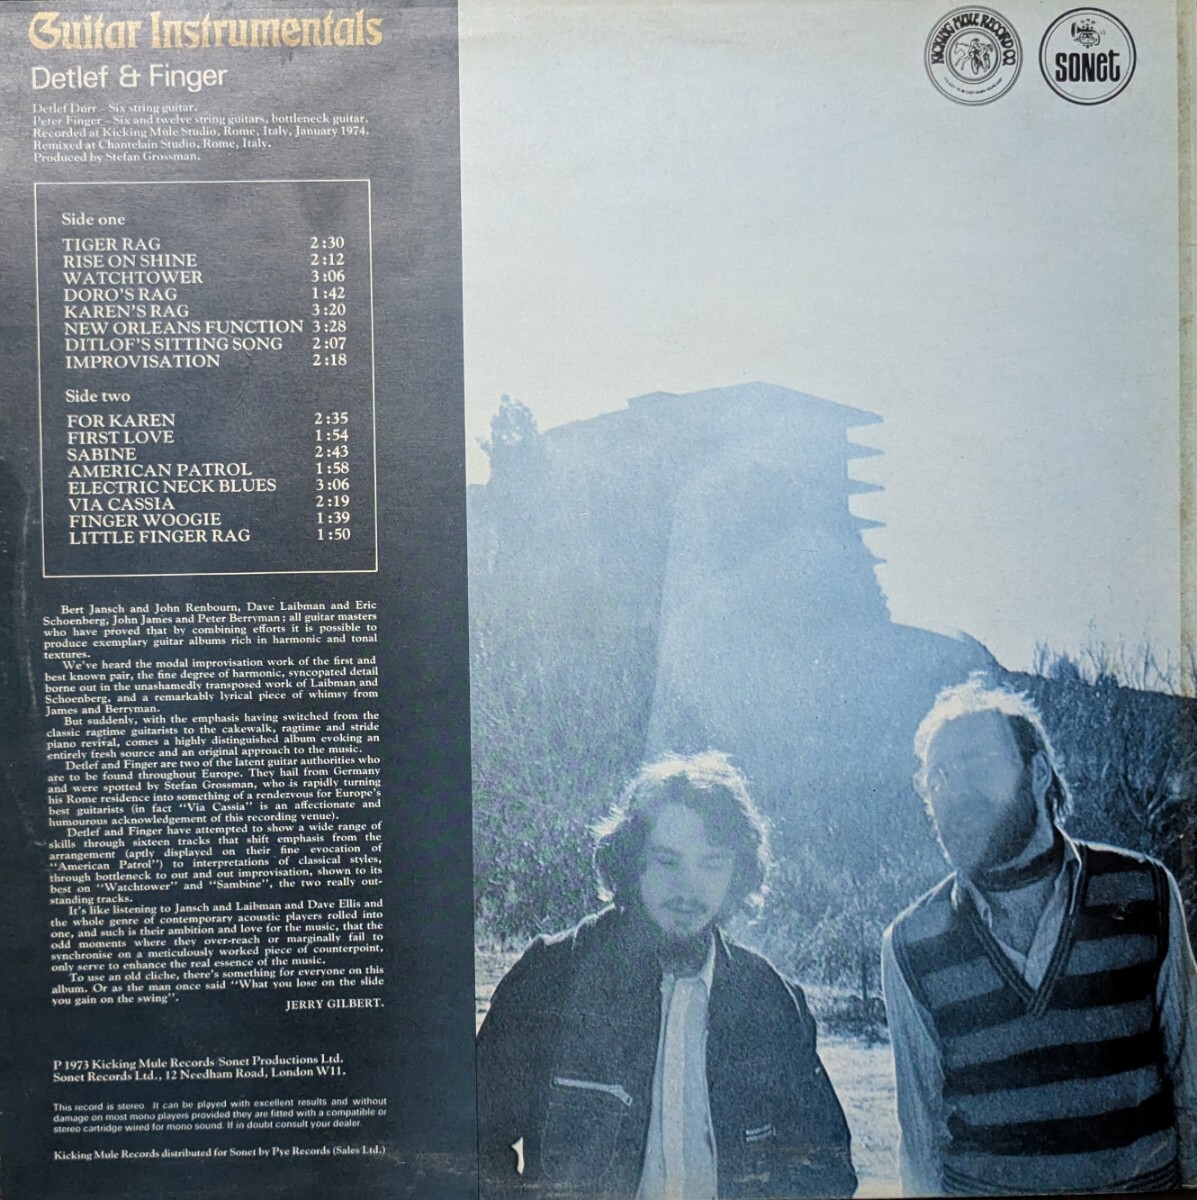 Guitar Instrumentals
Detlef & Finger
Detlef Durr – Six string guitar.
Peter Finger – Six and twelve string guitars, bottleneck guitar.
Recorded at Kicking Mule Studio, Rome, Italy, January 1974.
Remixed at Chantelain Studio, Rome, Italy.
Produced by Stefan Grossman.
KICKING MULE RECORD CO.
SONET
Side one
TIGER RAG 2:30
RISE ON SHINE 2:12
WATCHTOWER 3:06
DORO'S RAG 1:42
KAREN'S RAG 3:20
NEW ORLEANS FUNCTION 3:28
DITLOF'S SITTING SONG 2:07
IMPROVISATION 2:18
Side two
FOR KAREN 2:35
FIRST LOVE 1:54
SABINE 2:43
AMERICAN PATROL 1:58
ELECTRIC NECK BLUES 3:06
VIA CASSIA 2:19
FINGER WOOGIE 1:39
LITTLE FINGER RAG 1:50
Bert Jansch and John Renbourn, Dave Laibman and Eric
Schoenberg, John James and Peter Berryman; all guitar masters
who have proved that by combining efforts it is possible to
produce exemplary guitar albums rich in harmonic and tonal
textures.
We've heard the modal improvisation work of the first and
best known pair, the fine degree of harmonic, syncopated detail
borne out in the unashamedly transposed work of Laibman and
Schoenberg, and a remarkably lyrical piece of whimsy from
James and Berryman.
But suddenly, with the emphasis having switched from the
classic ragtime guitarists to the cakewalk, ragtime and stride
piano revival, comes a highly distinguished album evoking an
entirely fresh source and an original approach to the music.
Detlef and Finger are two of the latent guitar authorities who
are to be found throughout Europe. They hail from Germany
and were spotted by Stefan Grossman, who is rapidly turning
his Rome residence into something of a rendezvous for Europe's
best guitarists (in fact "Via Cassia" is an affectionate and
humourous acknowledgement of this recording venue).
Detlef and Finger have attempted to show a wide range of
skills through sixteen tracks that shift emphasis from the
arrangement (aptly displayed on their fine evocation of
"American Patrol") to interpretations of classical styles,
through bottleneck to out and out improvisation, shown to its
best on "Watchtower" and "Sambine", the two really out-
standing tracks.
It's like listening to Jansch and Laibman and Dave Ellis and
the whole genre of contemporary acoustic players rolled into
one, and such is their ambition and love for the music, that the
odd moments where they over-reach or marginally fail to
synchronise on a meticulously worked piece of counterpoint,
only serve to enhance the real essence of the music.
To use an old cliche, there's something for everyone on this
album. Or as the man once said "What you lose on the slide
you gain on the swing".
JERRY GILBERT.
P 1973 Kicking Mule Records/Sonet Productions Ltd.
Sonet Records Ltd., 12 Needham Road, London W11.
This record is stereo. It can be played with excellent results and without
damage on most mono players provided they are fitted with a compatible or
stereo cartridge wired for mono sound. If in doubt consult your dealer.
Kicking Mule Records distributed for Sonet by Pye Records (Sales Ltd.)